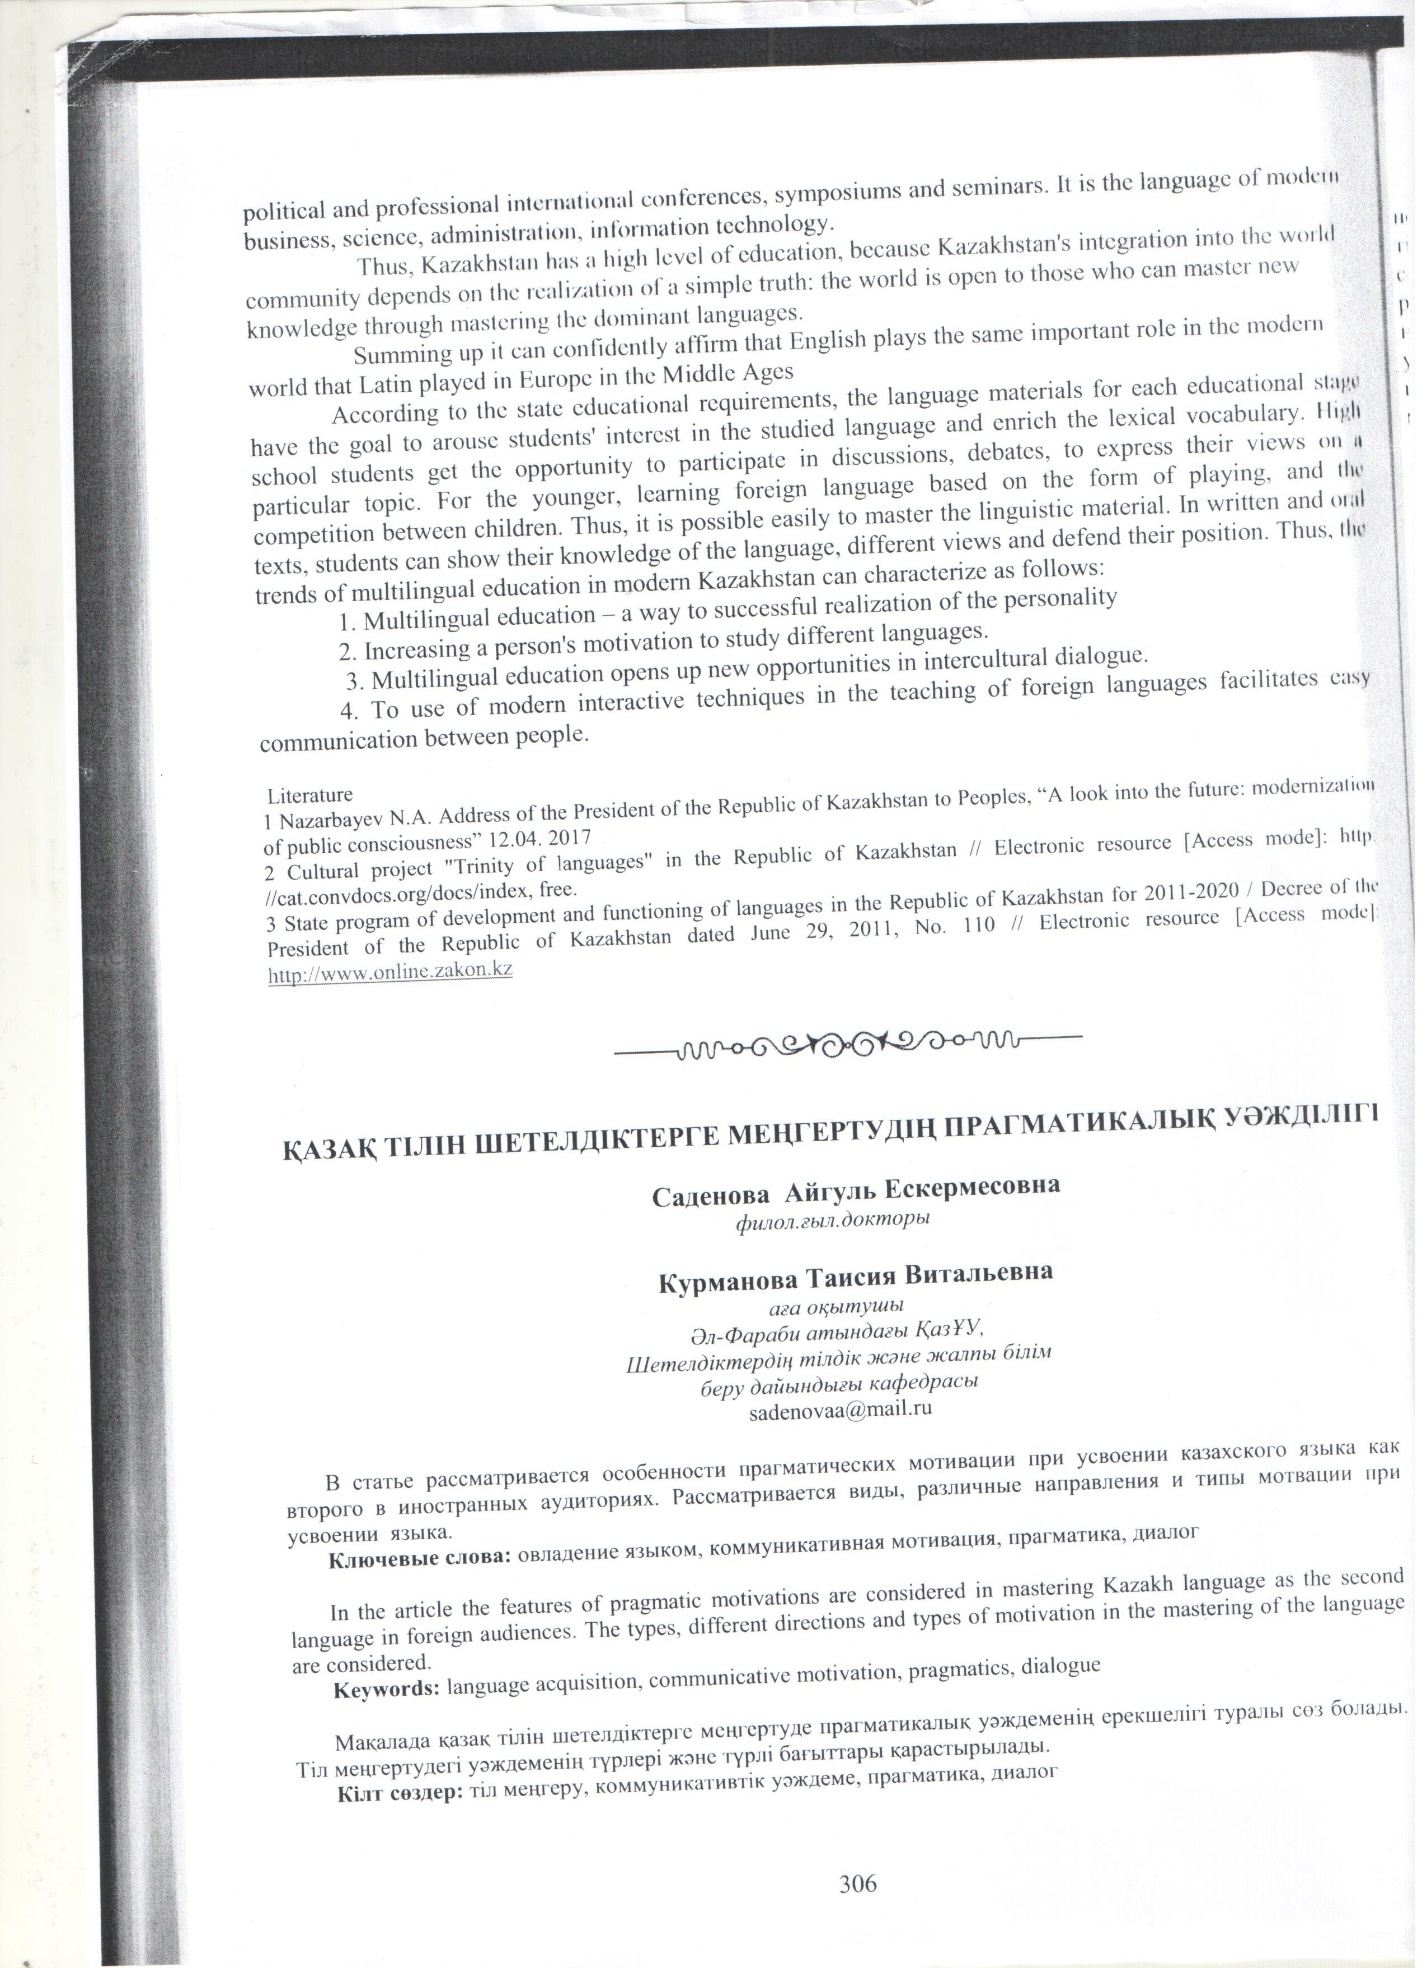 political and professional international conferences, symposiums and seminars. It is the language of modern
business, science, administration, information technology.
Thus, Kazakhstan has a high level of education, because Kazakhstan's integration into the world
community depends on the realization of a simple truth: the world is open to those who can master new
knowledge through mastering the dominant languages.
Summing up it can confidently affirm that English plays the same important role in the modern
world that Latin played in Europe in the Middle Ages
According to the state educational requirements, the language materials for each educational stage
have the goal to arouse students' interest in the studied language and enrich the lexical vocabulary. High
school students get the opportunity to participate in discussions, debates, to express their views on a
particular topic. For the younger, learning foreign language based on the form of playing, and the
competition between children. Thus, it is possible easily to master the linguistic material. In written and oral
texts, students can show their knowledge of the language, different views and defend their position. Thus, the
trends of multilingual education in modern Kazakhstan can characterize as follows:
1. Multilingual education – a way to successful realization of the personality
2. Increasing a person's motivation to study different languages.
3. Multilingual education opens up new opportunities in intercultural dialogue.
4. To use of modern interactive techniques in the teaching of foreign languages facilitates easy
communication between people.
Literature
1 Nazarbayev N.A. Address of the President of the Republic of Kazakhstan to Peoples, “A look into the future: modernization
of public consciousness” 12.04. 2017
2 Cultural project "Trinity of languages" in the Republic of Kazakhstan // Electronic resource [Access mode]: http:
//cat.convdocs.org/docs/index, free.
3 State program of development and functioning of languages in the Republic of Kazakhstan for 2011-2020 / Decree of the
President of the Republic of Kazakhstan dated June 29, 2011, No. 110 // Electronic resource [Access mode]:
http://www.online.zakon.kz
ҚАЗАҚ ТІЛІН ШЕТЕЛДІКТЕРГЕ МЕҢГЕРТУДІҢ ПРАГМАТИКАЛЫҚ УӘЖДІЛІГІ
Саденова Айгуль Ескермесовна
филол.ғыл.докторы
Курманова Таисия Витальевна
аға оқытушы
Әл-Фараби атындағы ҚазҰУ,
Шетелдіктердің тілдік және жалпы білім
беру дайындығы кафедрасы
sadenovaa@mail.ru
В статье рассматривается особенности прагматических мотивации при усвоении казахского языка как
второго в иностранных аудиториях. Рассматривается виды, различные направления и типы мотвации при
усвоении языка.
Ключевые слова: овладение языком, коммуникативная мотивация, прагматика, диалог
In the article the features of pragmatic motivations are considered in mastering Kazakh language as the second
language in foreign audiences. The types, different directions and types of motivation in the mastering of the language
are considered.
Keywords: language acquisition, communicative motivation, pragmatics, dialogue
Мақалада қазақ тілін шетелдіктерге меңгертуде прагматикалық уәждеменің ерекшелігі туралы сөз болады.
Тіл меңгертудегі уәждеменің түрлері және түрлі бағыттары қарастырылады.
Кілт сөздер: тіл меңгеру, коммуникативтік уәждеме, прагматика, диалог
306